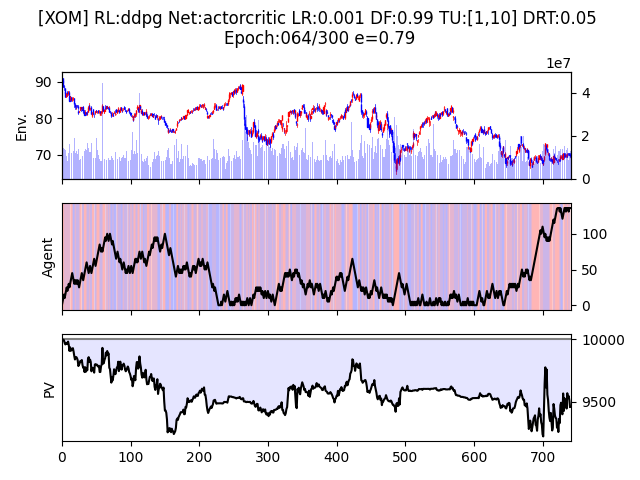 [XOM] RL:ddpg Net:actorcritic LR:0.001 DF:0.99 TU:[1,10] DRT:0.05
Epoch:064/300 e=0.79
1e7
90
80
70
Env.
4
2
0
Agent
100
50
0
PV
10000
9500
0 100 200 300 400 500 600 700